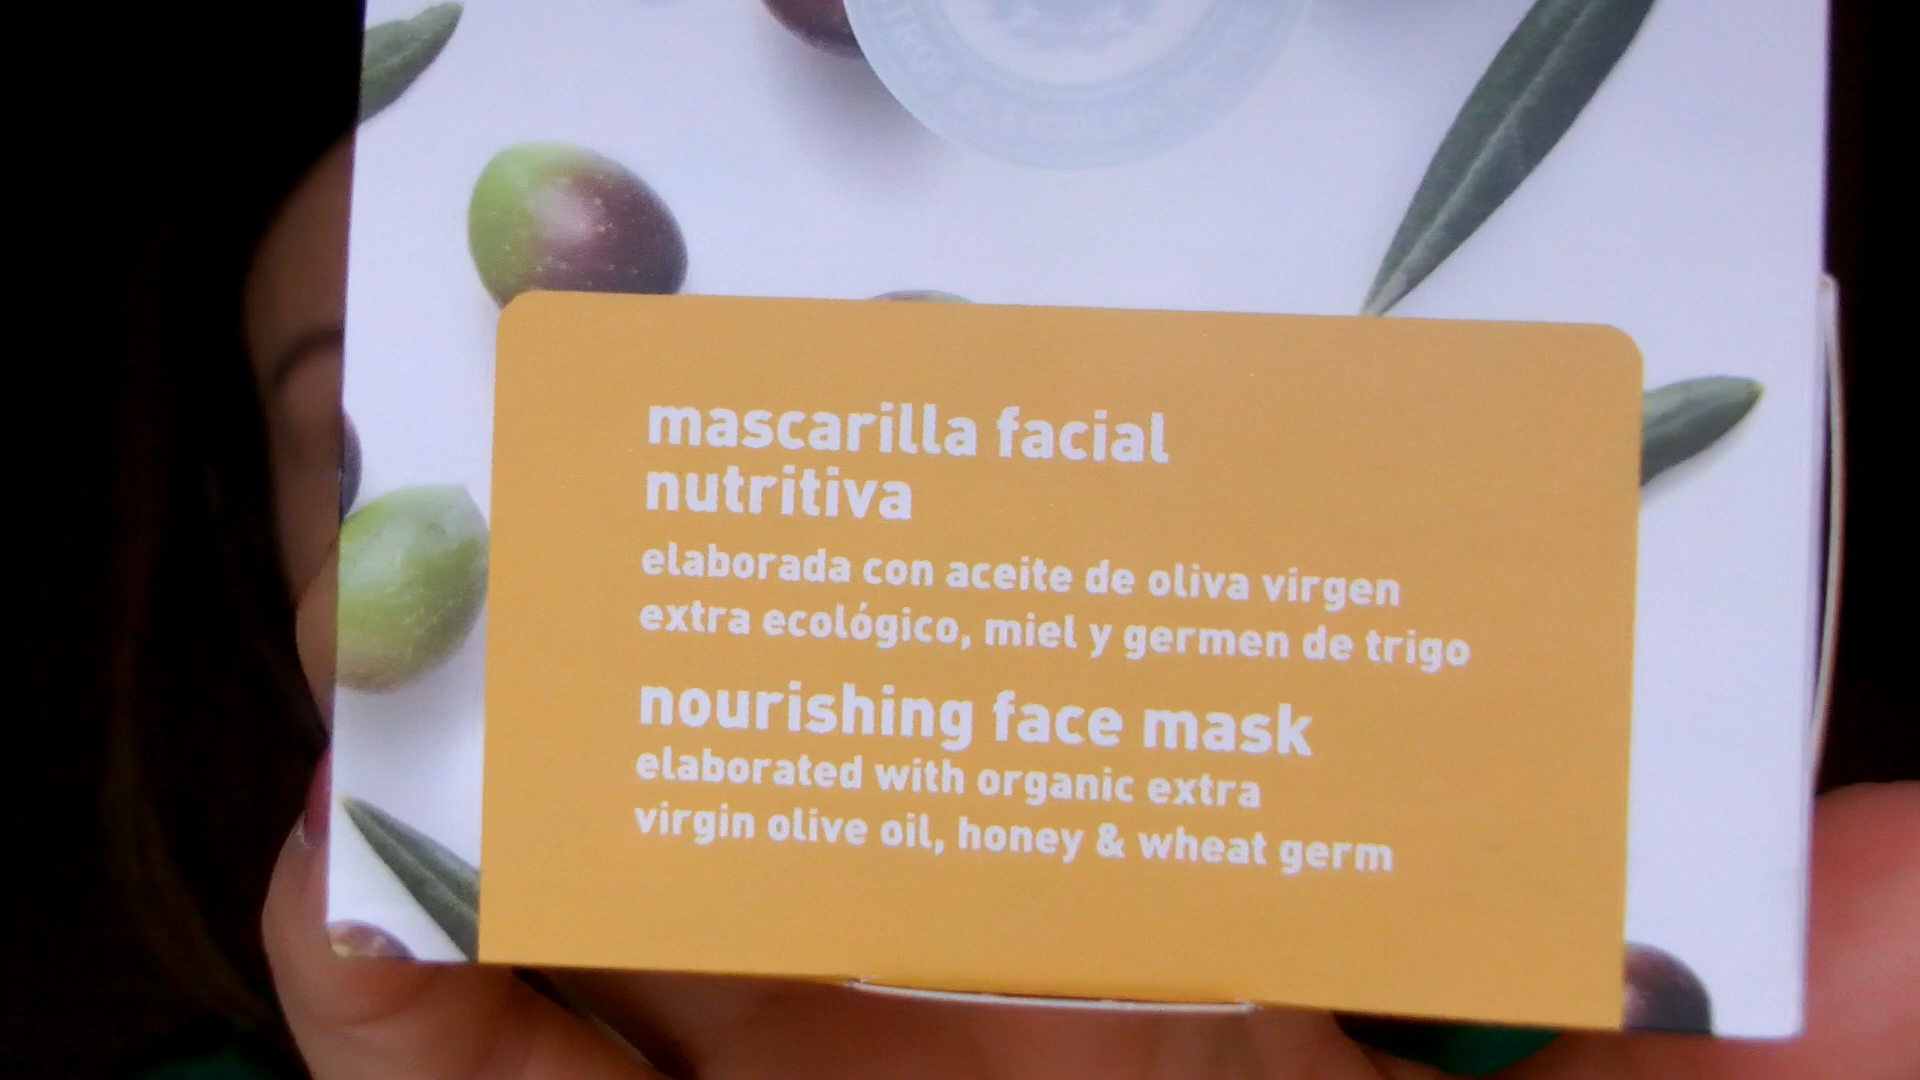 mascarilla facial
nutritiva
elaborada con aceite de oliva virgen
extra ecológico, miel y germen de trigo
nourishing face mask
elaborated with organic extra
virgin olive oil, honey & wheat germ